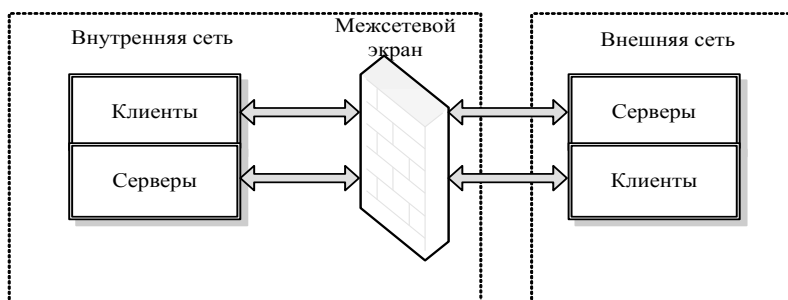 Внутренняя сеть
Межсетевой
экран
Внешняя сеть
Клиенты
Серверы
Серверы
Клиенты